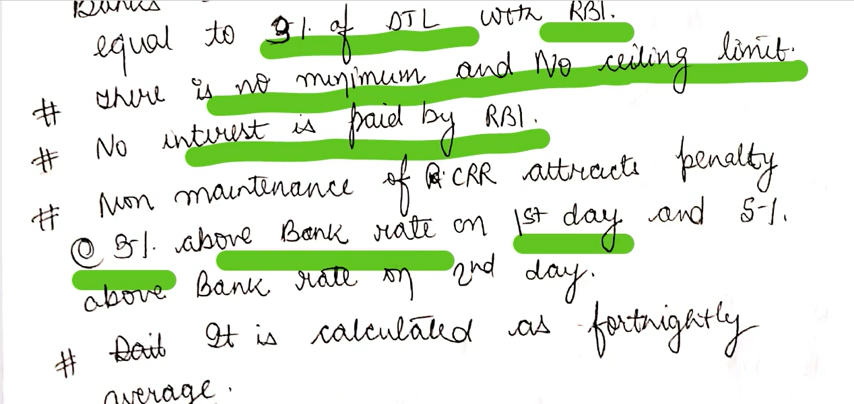 Banks
equal to 3% of DTL with RBI.
# There is no minimum and No ceiling limit.
# No interest is paid by RBI.
# Non maintenance of CRR attracts penalty
@ 3% above Bank rate on 1st day and 5%
above Bank rate on 2nd day.
# It is calculated as fortnightly
average.